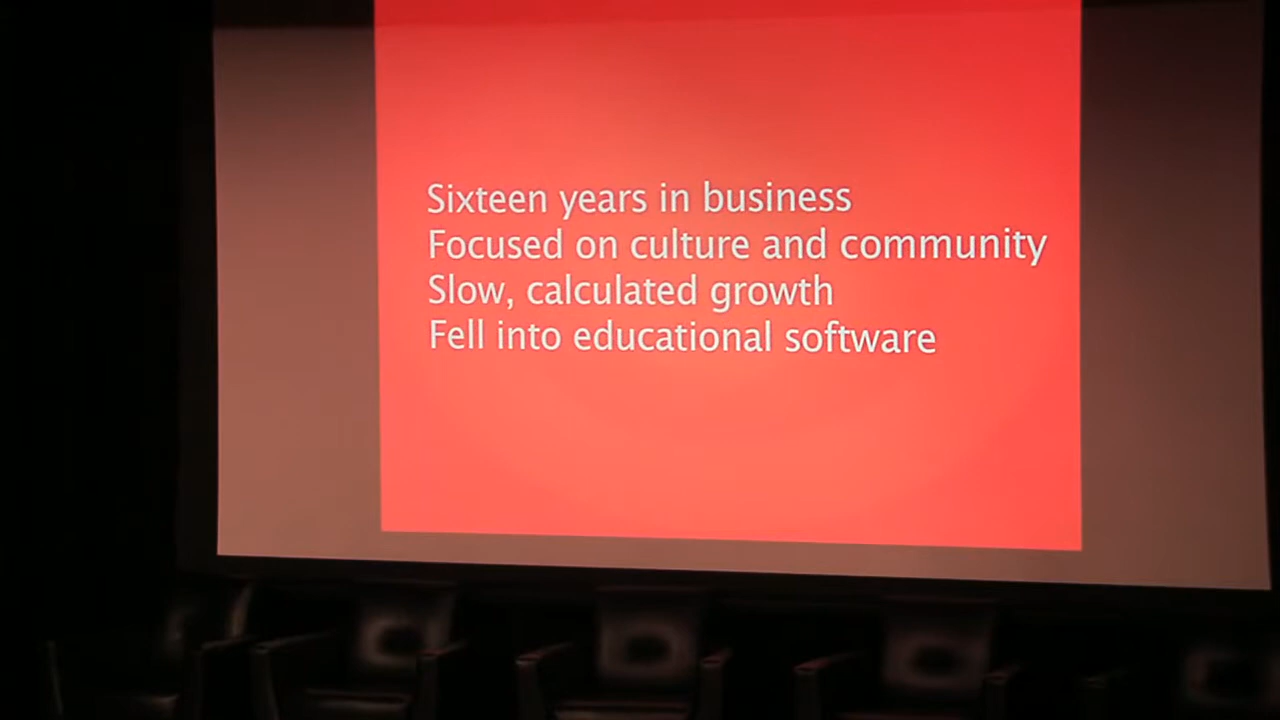 Sixteen years in business
Focused on culture and community
Slow, calculated growth
Fell into educational software